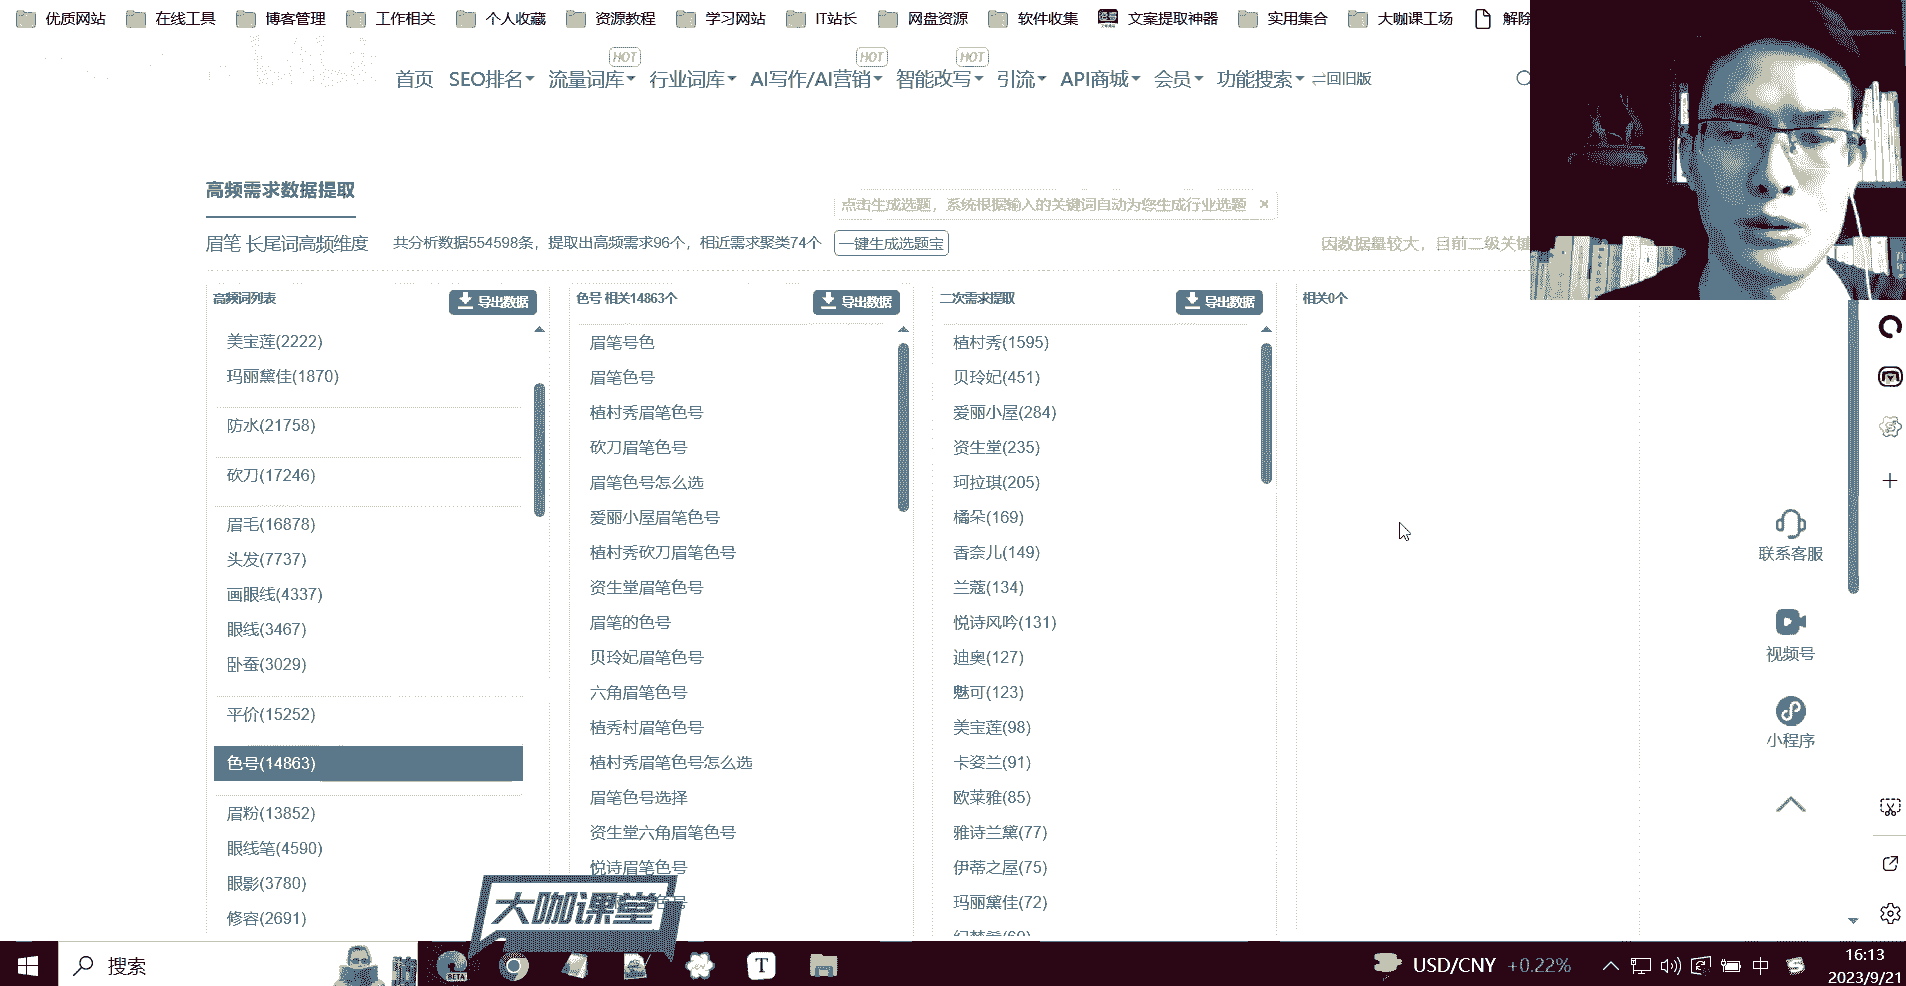 优质网站 在线工具 博客管理 工作相关 个人收藏 资源教程 学习网站 IT站长 网盘资源 软件收集 文案提取神器 实用集合 大咖课工场 解除
HOT HOT HOT
首页 SEO排名 流量词库 行业词库 AI写作/AI营销 智能改写 引流 API商城 会员 功能搜索 回旧版
高频需求数据提取
点击生成选题，系统根据输入的关键词自动为您生成行业选题 ×
眉笔 长尾词高频维度 共分析数据554598条，提取出高频需求96个，相近需求聚类74个 一键生成选题宝 因数据量较大，目前二级关键
高频词列表 导出数据
美宝莲(2222)
玛丽黛佳(1870)
防水(21758)
砍刀(17246)
眉毛(16878)
头发(7737)
画眼线(4337)
眼线(3467)
卧蚕(3029)
平价(15252)
色号(14863)
眉粉(13852)
眼线笔(4590)
眼影(3780)
修容(2691)
色号 相关14863个 导出数据
眉笔号色
眉笔色号
植村秀眉笔色号
砍刀眉笔色号
眉笔色号怎么选
爱丽小屋眉笔色号
植村秀砍刀眉笔色号
资生堂眉笔色号
眉笔的色号
贝玲妃眉笔色号
六角眉笔色号
植秀村眉笔色号
植村秀眉笔色号怎么选
眉笔色号选择
资生堂六角眉笔色号
悦诗眉笔色号
色号
二次需求提取 导出数据
植村秀(1595)
贝玲妃(451)
爱丽小屋(284)
资生堂(235)
珂拉琪(205)
橘朵(169)
香奈儿(149)
兰蔻(134)
悦诗风吟(131)
迪奥(127)
魅可(123)
美宝莲(98)
卡姿兰(91)
欧莱雅(85)
雅诗兰黛(77)
伊蒂之屋(75)
玛丽黛佳(72)
相关0个
联系客服
视频号
小程序
大咖课堂
搜索
BETA
T
USD/CNY +0.22%
中
16:13
2023/9/21